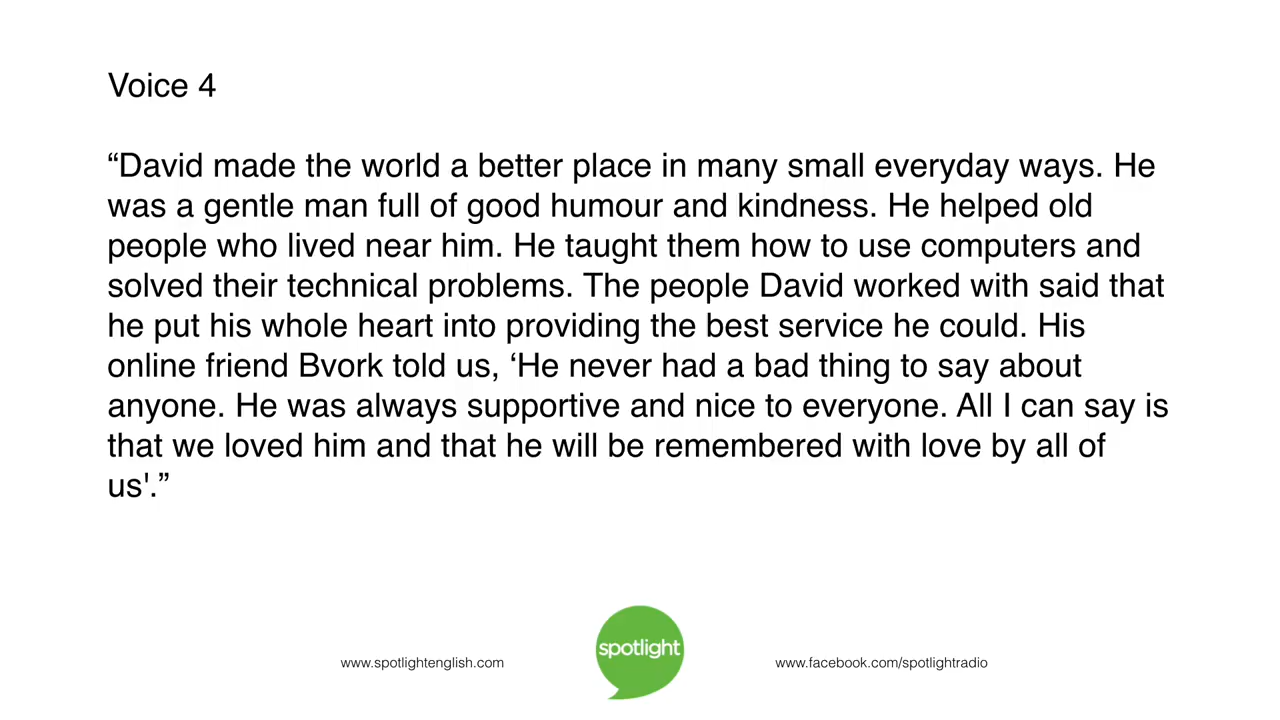 Voice 4
“David made the world a better place in many small everyday ways. He
was a gentle man full of good humour and kindness. He helped old
people who lived near him. He taught them how to use computers and
solved their technical problems. The people David worked with said that
he put his whole heart into providing the best service he could. His
online friend Bvork told us, ‘He never had a bad thing to say about
anyone. He was always supportive and nice to everyone. All I can say is
that we loved him and that he will be remembered with love by all of
us'.”
spotlight
www.spotlightenglish.com
www.facebook.com/spotlightradio